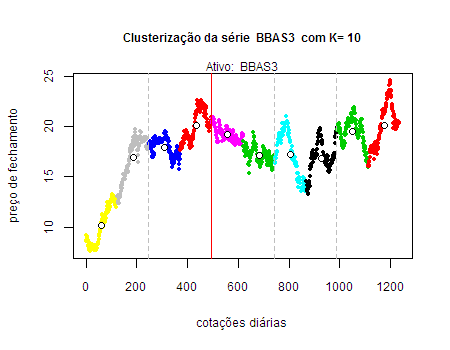 Clusterização da série BBAS3 com K= 10
Ativo: BBAS3
preço de fechamento
25
20
15
10
0 200 400 600 800 1000 1200
cotações diárias